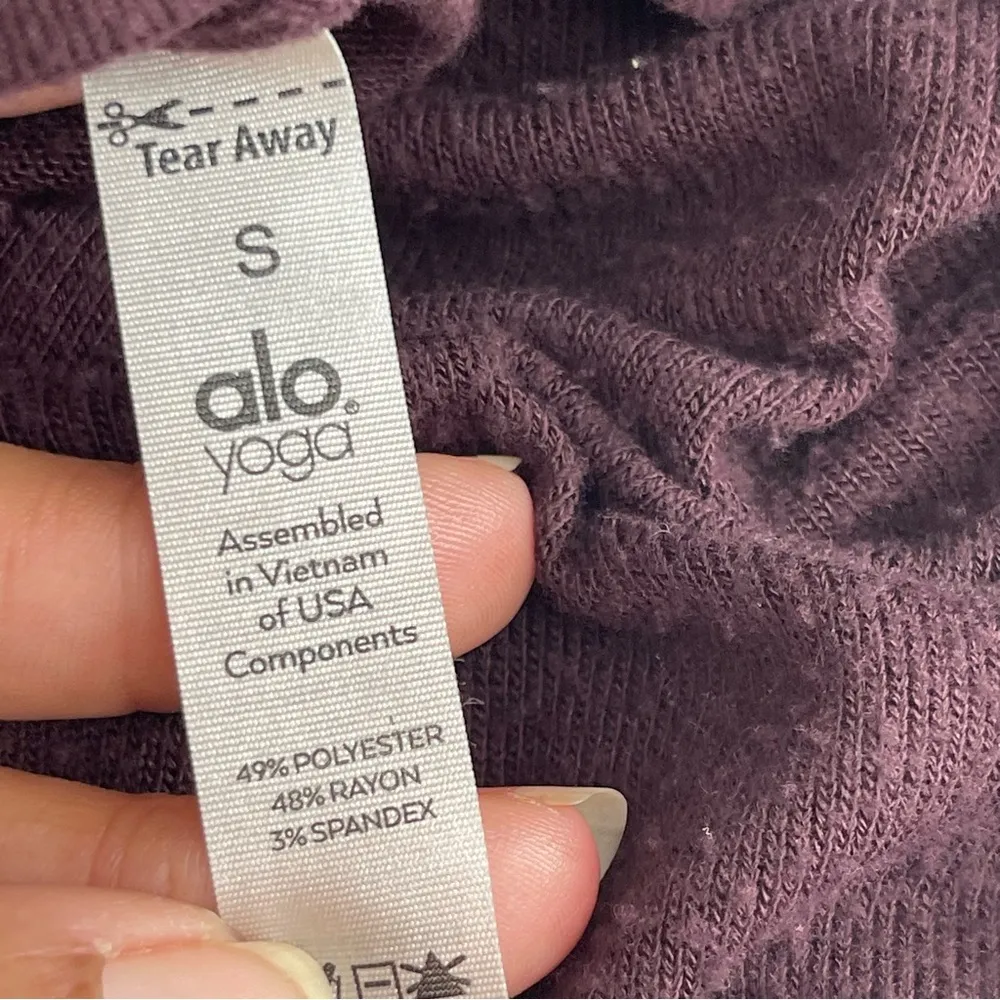 Tear Away
S
alo®
yoga
Assembled
in Vietnam
of USA
Components
49% POLYESTER
48% RAYON
3% SPANDEX